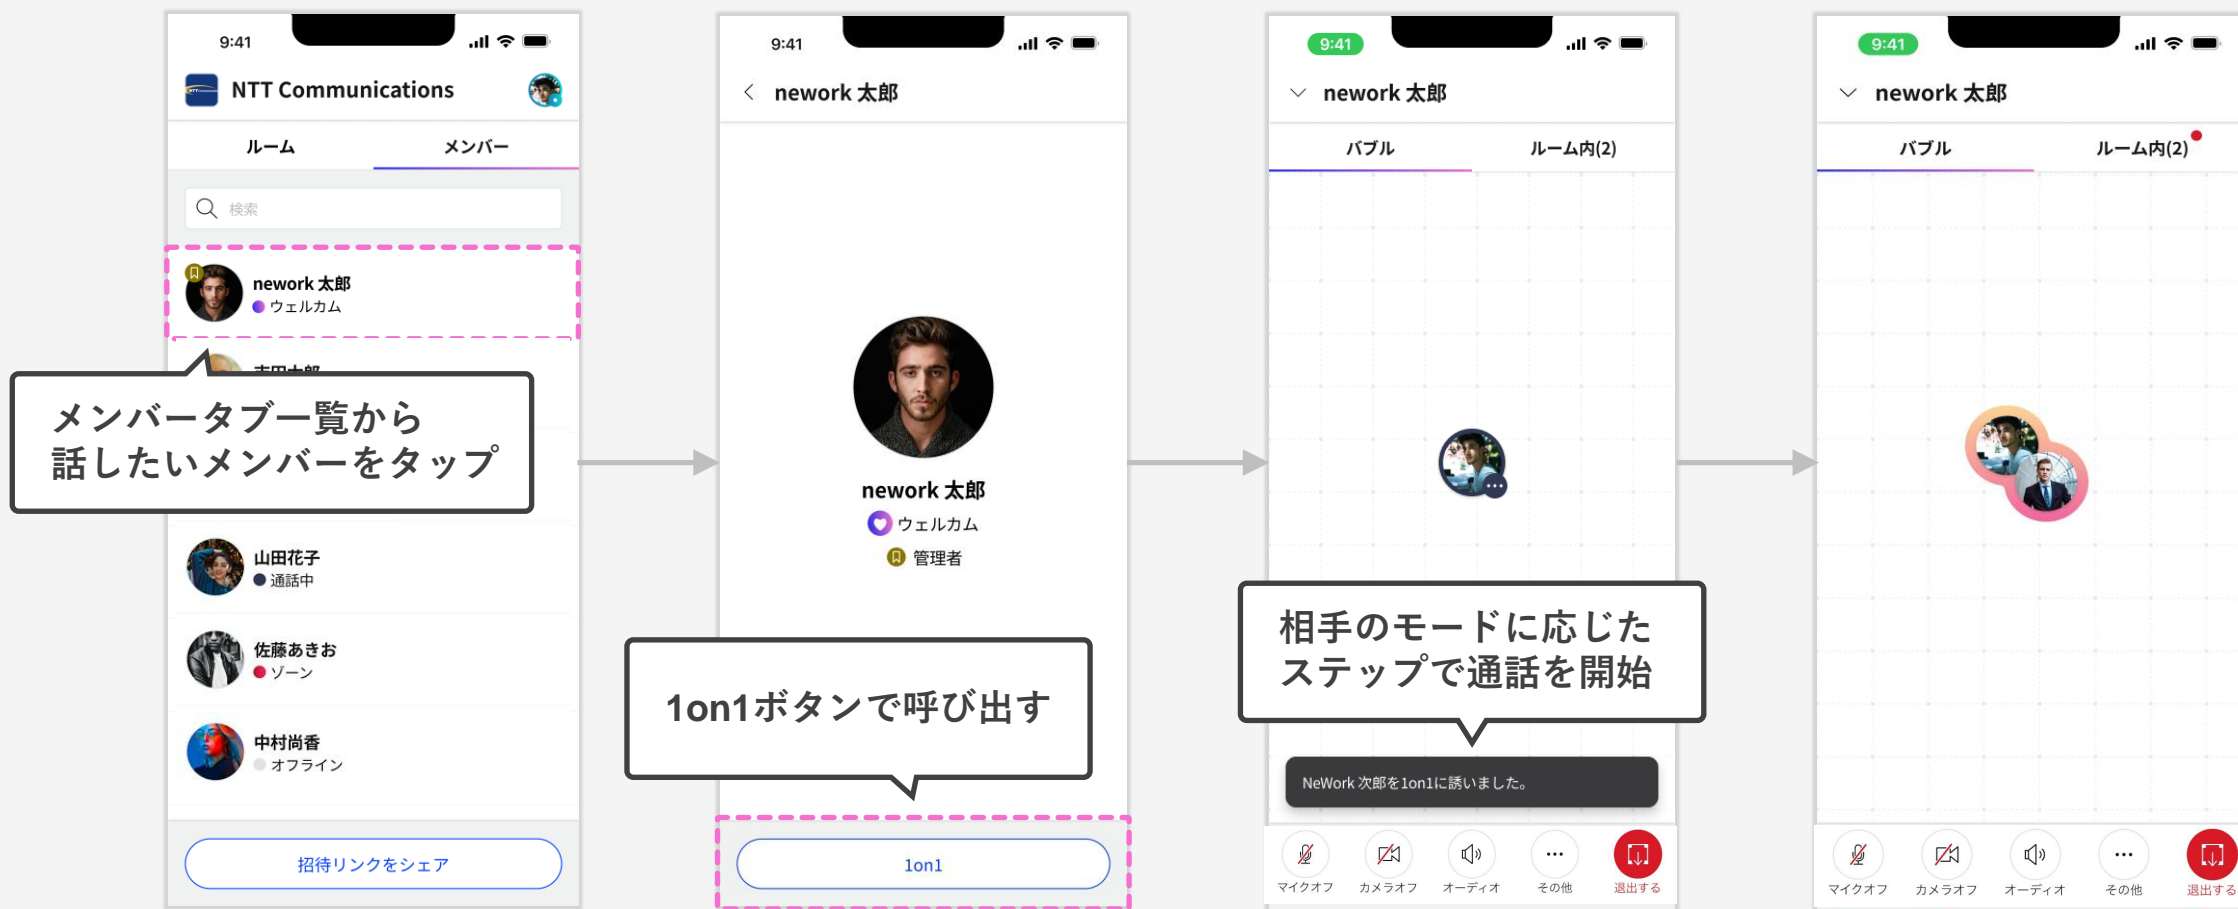 9:41
NTT Communications
ルーム
メンバー
検索
nework 太郎
ウェルカム
メンバータブ一覧から
話したいメンバーをタップ
山田花子
通話中
佐藤あきお
ゾーン
中村尚香
オフライン
招待リンクをシェア
9:41
nework 太郎
nework 太郎
ウェルカム
管理者
1on1ボタンで呼び出す
1on1
9:41
nework 太郎
バブル
ルーム内(2)
相手のモードに応じた
ステップで通話を開始
NeWork 次郎を1on1に誘いました。
マイクオフ
カメラオフ
オーディオ
その他
退出する
9:41
nework 太郎
バブル
ルーム内(2)
マイクオフ
カメラオフ
オーディオ
その他
退出する